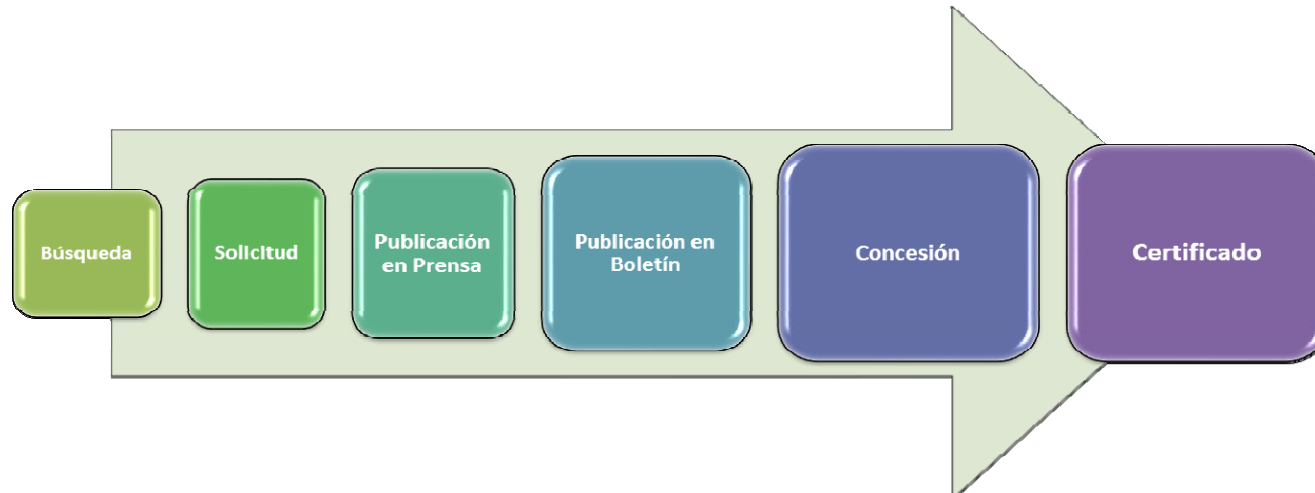 Búsqueda
Solicitud
Publicación
en Prensa
Publicación en
Boletín
Concesión
Certificado